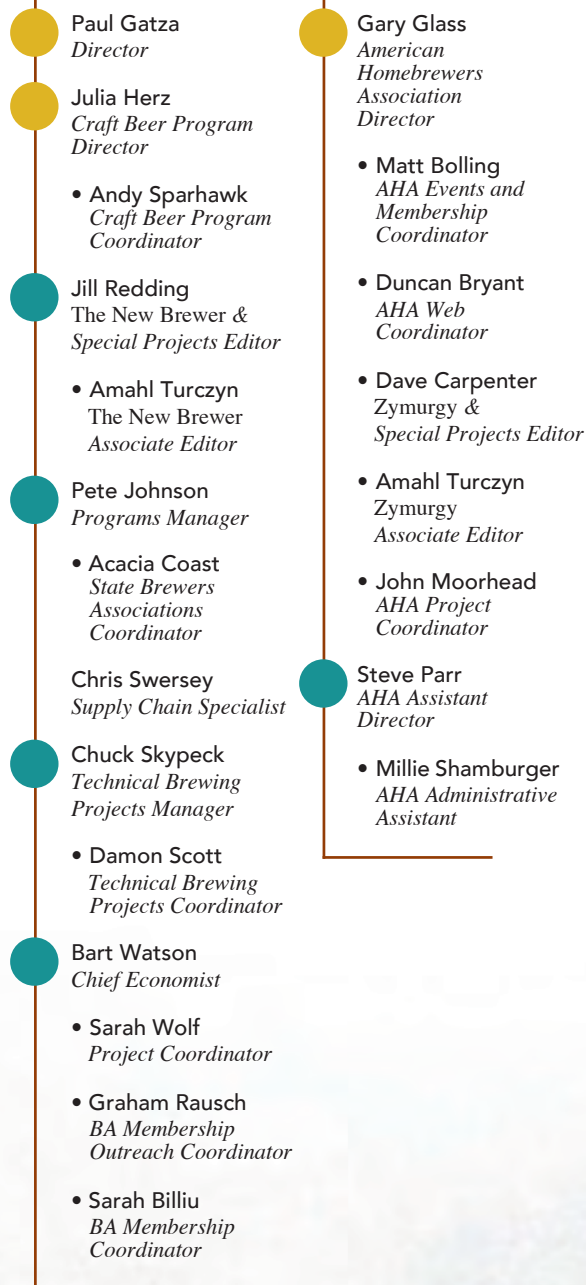 Paul Gatza
Director
Julia Herz
Craft Beer Program
Director
• Andy Sparhawk
Craft Beer Program
Coordinator
Jill Redding
The New Brewer &
Special Projects Editor
• Amahl Turczyn
The New Brewer
Associate Editor
Pete Johnson
Programs Manager
• Acacia Coast
State Brewers
Associations
Coordinator
Chris Swersey
Supply Chain Specialist
Chuck Skypeck
Technical Brewing
Projects Manager
• Damon Scott
Technical Brewing
Projects Coordinator
Bart Watson
Chief Economist
• Sarah Wolf
Project Coordinator
• Graham Rausch
BA Membership
Outreach Coordinator
• Sarah Billiu
BA Membership
Coordinator
Gary Glass
American
Homebrewers
Association
Director
• Matt Bolling
AHA Events and
Membership
Coordinator
• Duncan Bryant
AHA Web
Coordinator
• Dave Carpenter
Zymurgy &
Special Projects Editor
• Amahl Turczyn
Zymurgy
Associate Editor
• John Moorhead
AHA Project
Coordinator
Steve Parr
AHA Assistant
Director
• Millie Shamburger
AHA Administrative
Assistant